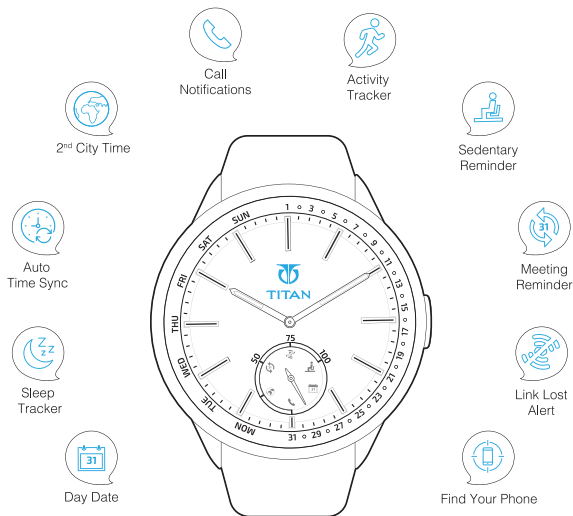 Call
Notifications
Activity
Tracker
2nd City Time
Sedentary
Reminder
Auto
Time Sync
Meeting
Reminder
31
Sleep
Tracker
Z z z
Link Lost
Alert
Day Date
31
Find Your Phone
TITAN
SUN
SAT
FRI
THU
WED
TUE
MON
1 3 5 7 9 11 13 15 17 19 21 23 25 27 29 31
50 75 100